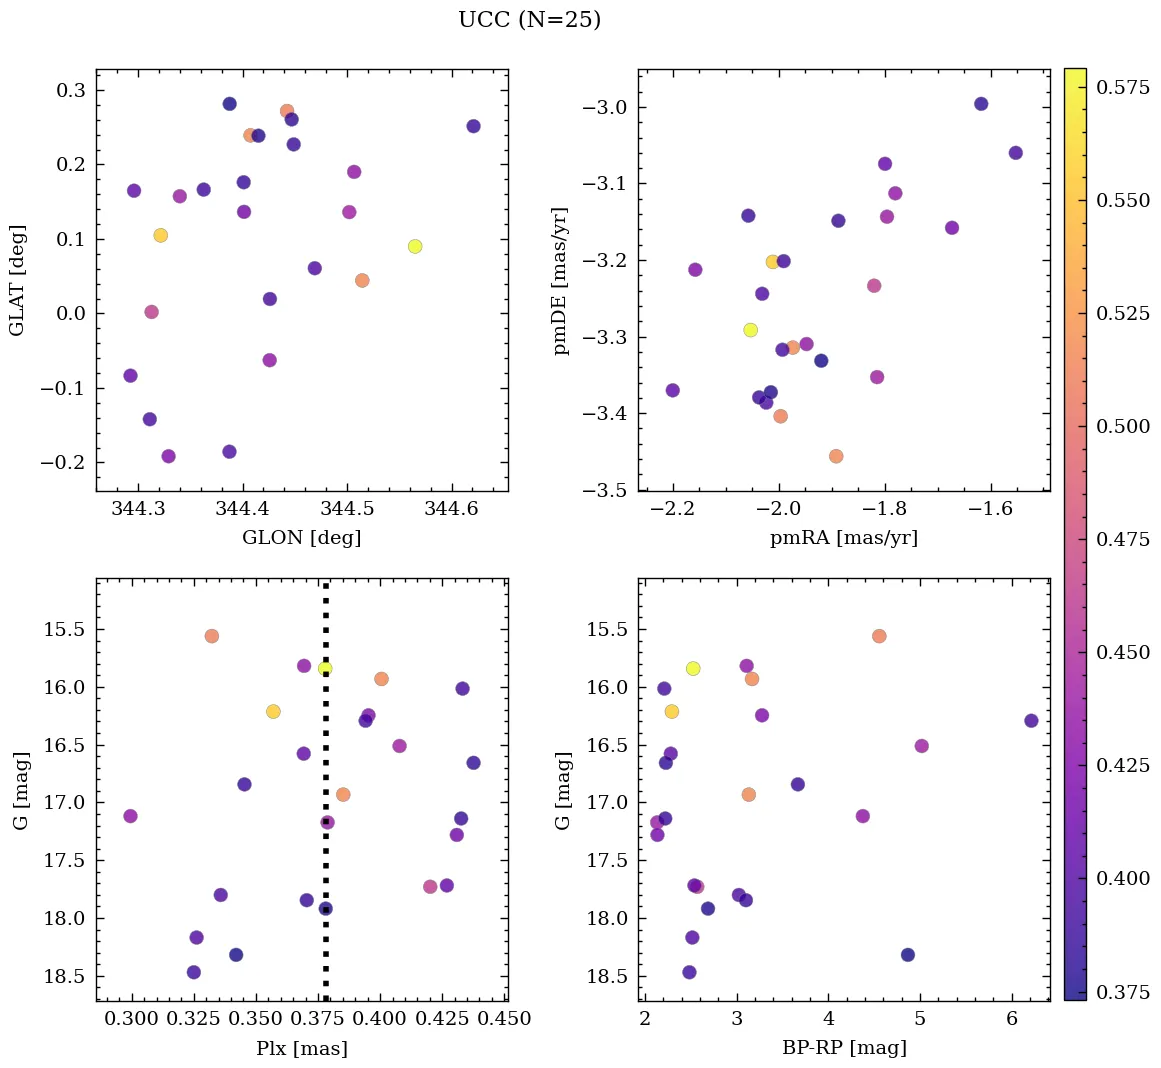 UCC (N=25)
0.3
0.2
0.1
0.0
−0.1
−0.2
GLAT [deg]
344.3 344.4 344.5 344.6
GLON [deg]
−3.0
−3.1
−3.2
−3.3
−3.4
−3.5
pmDE [mas/yr]
−2.2 −2.0 −1.8 −1.6
pmRA [mas/yr]
15.5
16.0
16.5
17.0
17.5
18.0
18.5
G [mag]
0.300 0.325 0.350 0.375 0.400 0.425 0.450
Plx [mas]
15.5
16.0
16.5
17.0
17.5
18.0
18.5
G [mag]
2 3 4 5 6
BP-RP [mag]
0.575
0.550
0.525
0.500
0.475
0.450
0.425
0.400
0.375